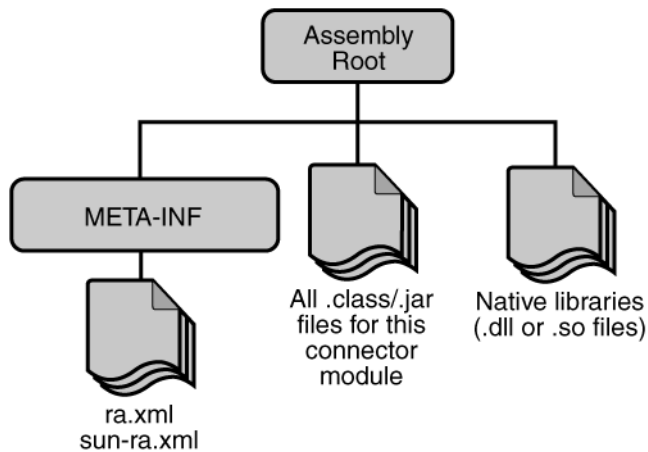 Assembly
Root
META-INF
All .class/.jar
files for this
connector
module
Native libraries
(.dll or .so files)
ra.xml
sun-ra.xml